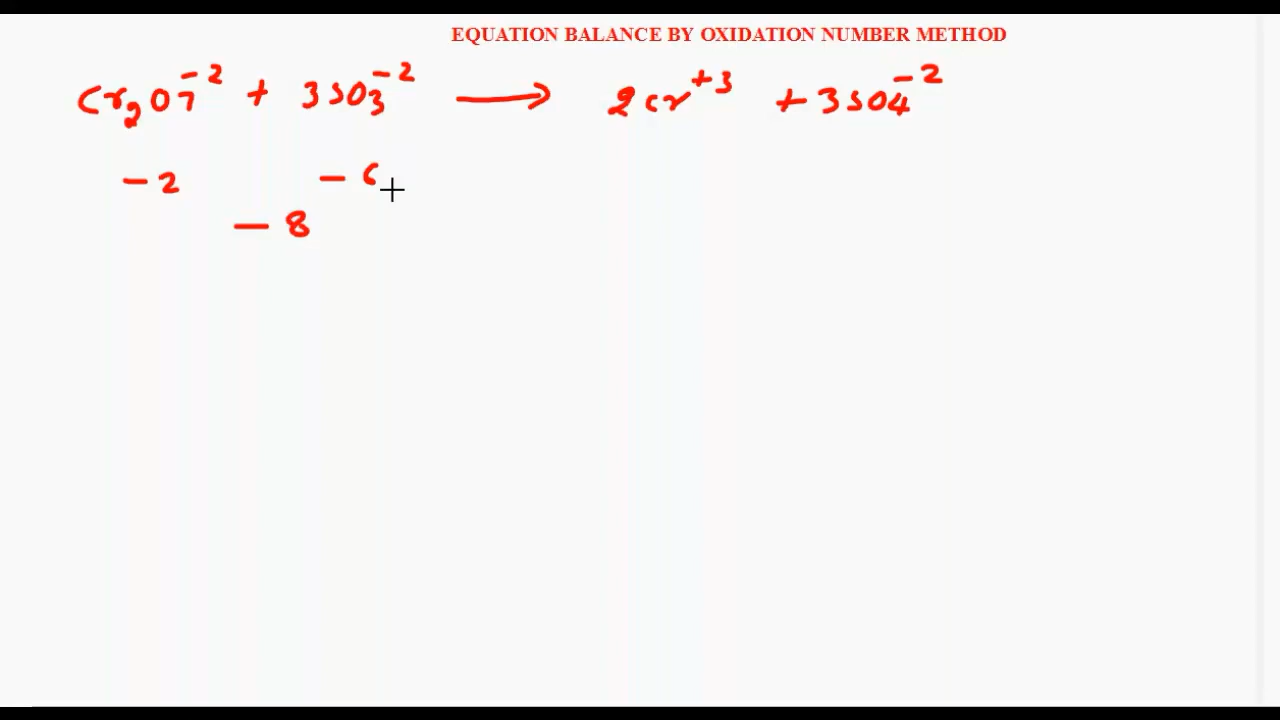 EQUATION BALANCE BY OXIDATION NUMBER METHOD
Cr₂O7⁻² + 3SO₃⁻² ⟶ 2Cr⁺³ + 3SO4⁻²
-2 -6
-8